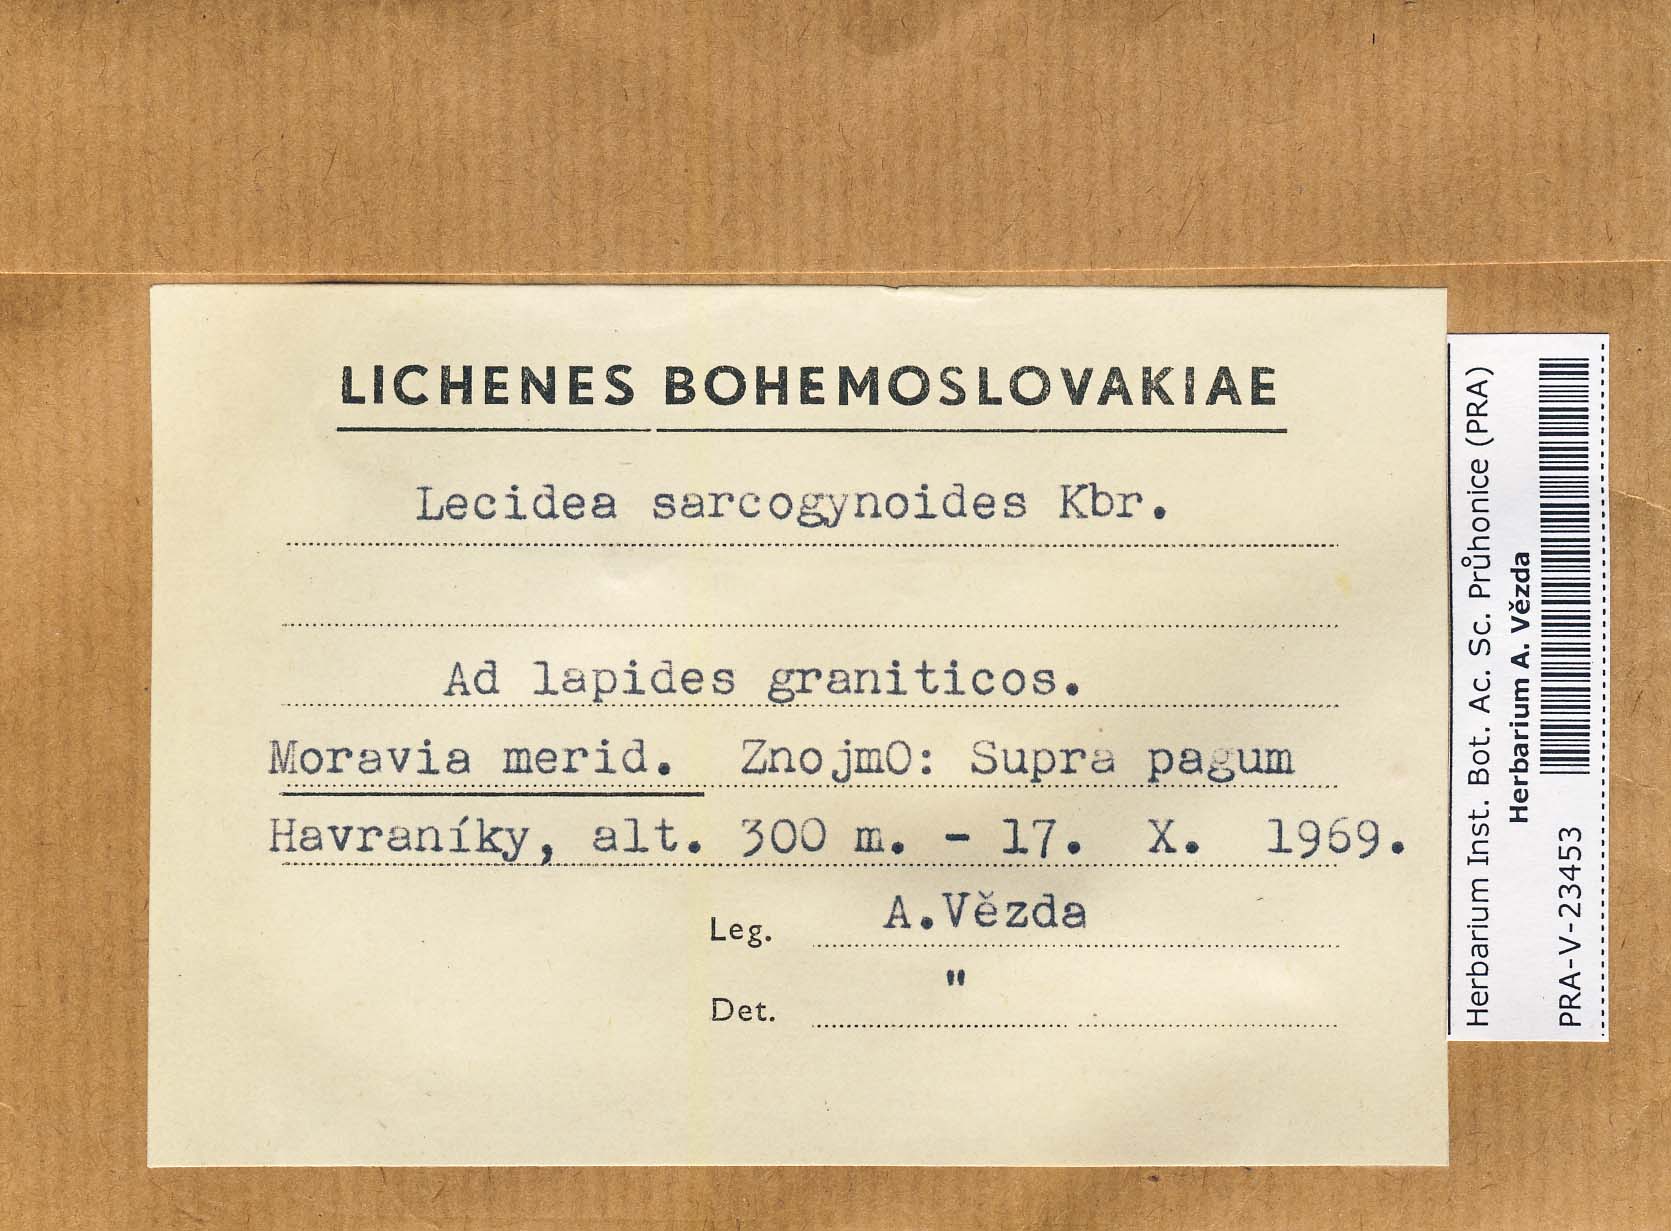 LICHENES BOHEMOSLOVAKIAE
Lecidea sarcogynoides Kbr.
Ad lapides graniticos.
Moravia merid. ZnojmO: Supra pagum
Havraníky, alt. 300 m. - 17. X. 1969.
Leg. A.Vězda
Det. "
Herbarium Inst. Bot. Ac. Sc. Průhonice (PRA)
Herbarium A. Vězda
PRA-V-23453